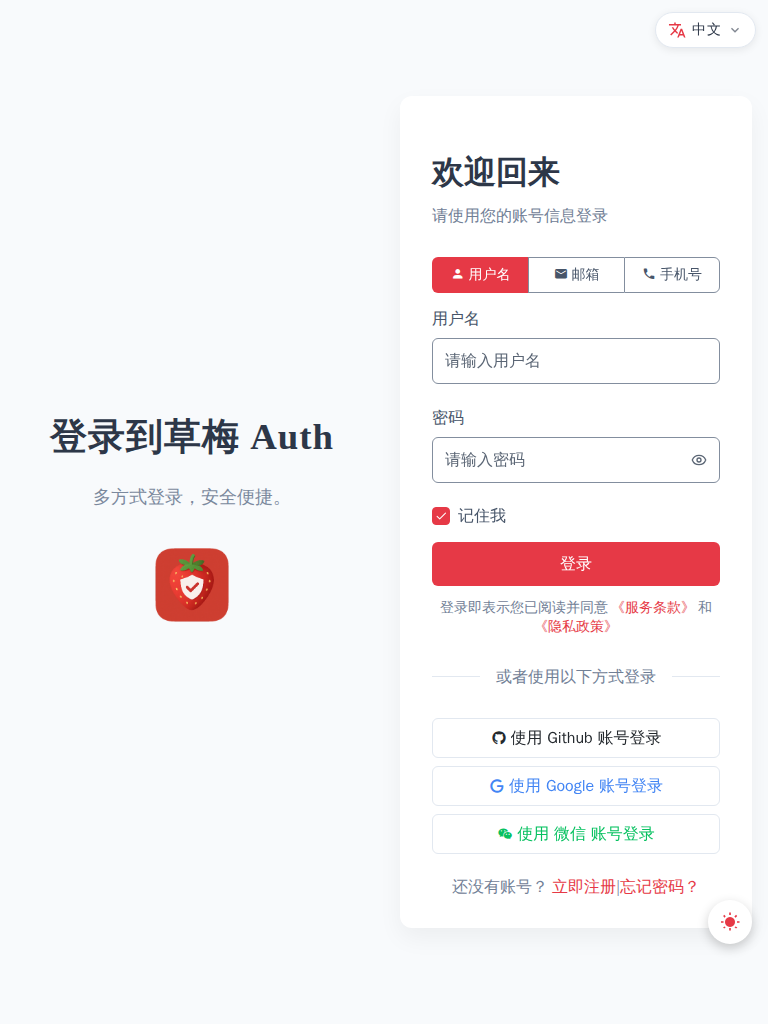 中文
登录到草梅 Auth
多方式登录，安全便捷。
欢迎回来
请使用您的账号信息登录
用户名 邮箱 手机号
用户名
请输入用户名
密码
请输入密码
记住我
登录
登录即表示您已阅读并同意 《服务条款》 和
《隐私政策》
或者使用以下方式登录
使用 Github 账号登录
使用 Google 账号登录
使用 微信 账号登录
还没有账号？ 立即注册|忘记密码？